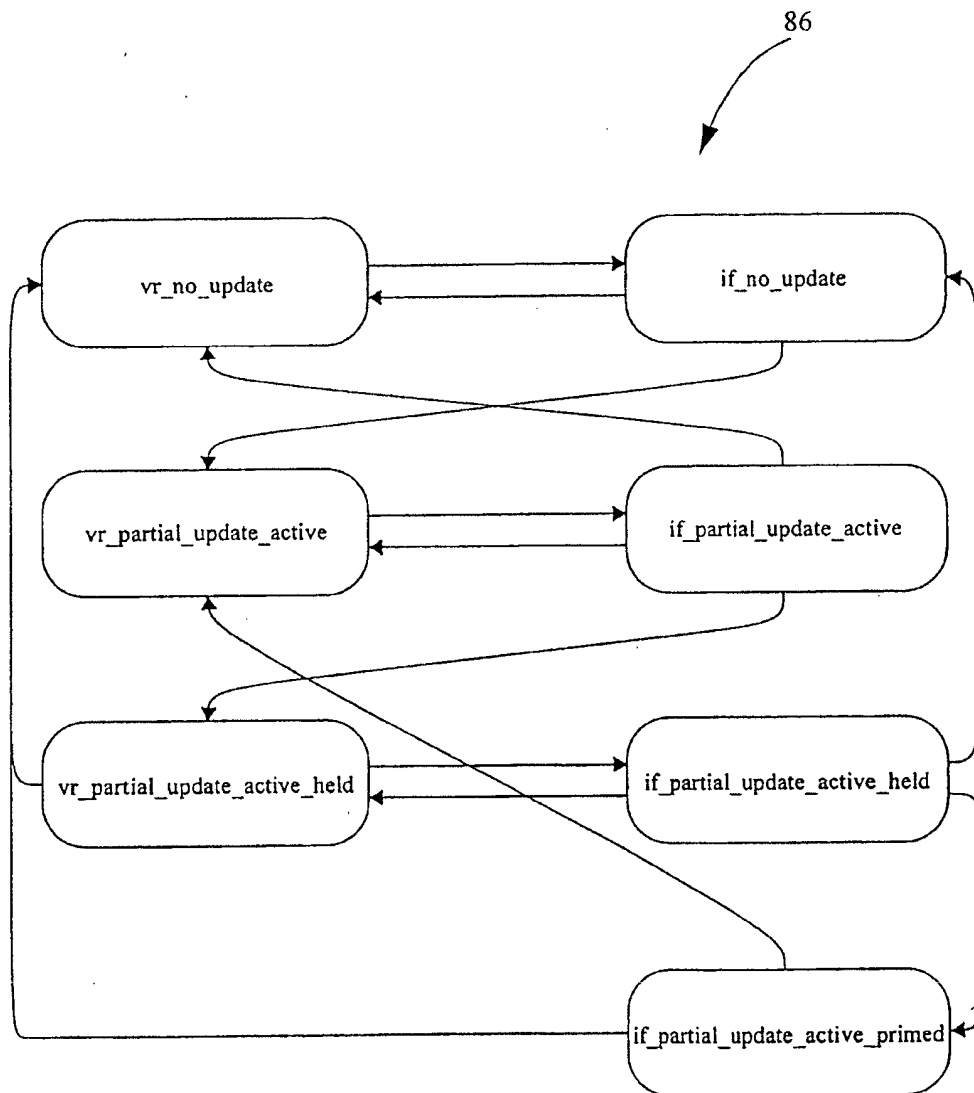 86
vr_no_update
if_no_update
vr_partial_update_active
if_partial_update_active
vr_partial_update_active_held
if_partial_update_active_held
if_partial_update_active_primed